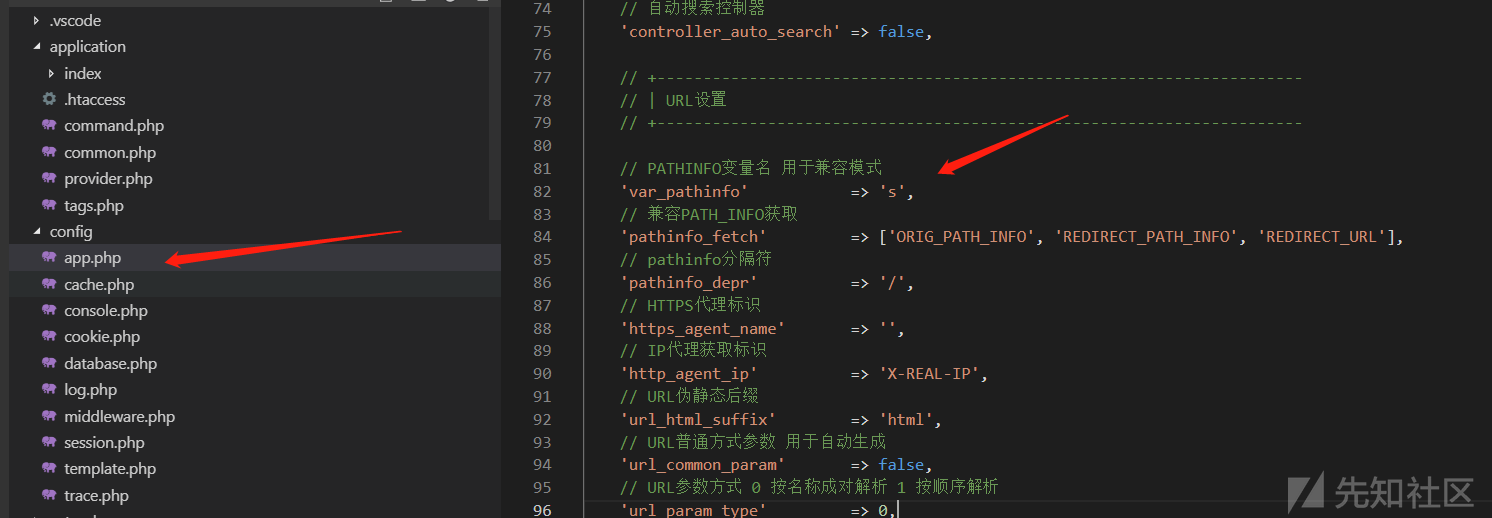 .vscode
application
index
.htaccess
command.php
common.php
provider.php
tags.php
config
app.php
cache.php
console.php
cookie.php
database.php
log.php
middleware.php
session.php
template.php
trace.php
74 // 自动搜索控制器
75 'controller_auto_search' => false,
76
77 // +----------------------------------------------------------------------
78 // | URL设置
79 // +----------------------------------------------------------------------
80
81 // PATHINFO变量名 用于兼容模式
82 'var_pathinfo' => 's',
83 // 兼容PATH_INFO获取
84 'pathinfo_fetch' => ['ORIG_PATH_INFO', 'REDIRECT_PATH_INFO', 'REDIRECT_URL'],
85 // pathinfo分隔符
86 'pathinfo_depr' => '/',
87 // HTTPS代理标识
88 'https_agent_name' => '',
89 // IP代理获取标识
90 'http_agent_ip' => 'X-REAL-IP',
91 // URL伪静态后缀
92 'url_html_suffix' => 'html',
93 // URL普通方式参数 用于自动生成
94 'url_common_param' => false,
95 // URL参数方式 0 按名称成对解析 1 按顺序解析
96 'url_param_type' => 0,
先知社区